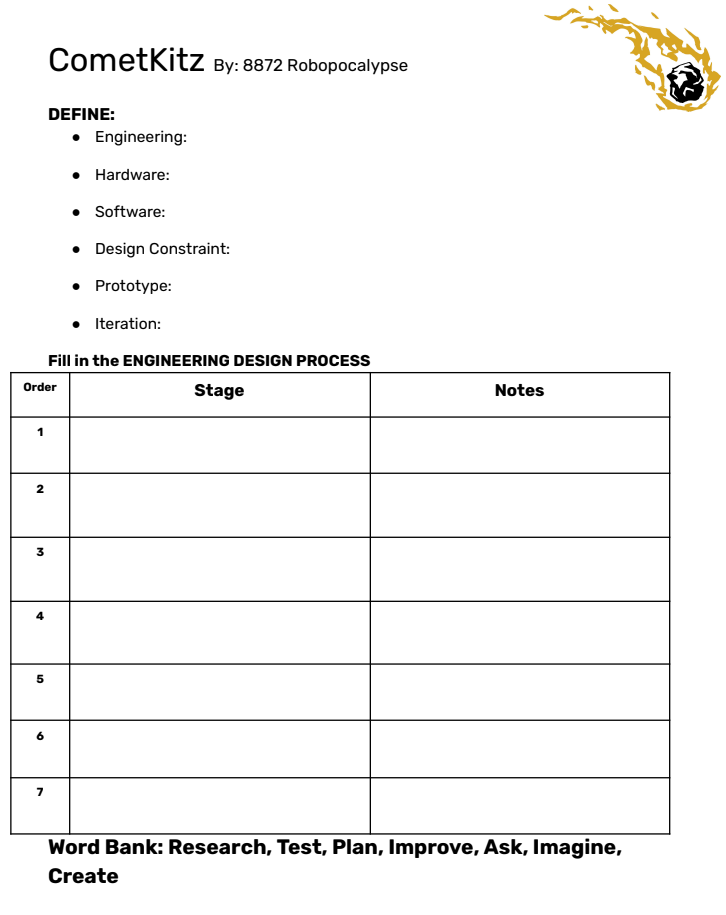 CometKitz By: 8872 Robopocalypse
DEFINE:
● Engineering:
● Hardware:
● Software:
● Design Constraint:
● Prototype:
● Iteration:
Fill in the ENGINEERING DESIGN PROCESS
Order Stage Notes
1
2
3
4
5
6
7
Word Bank: Research, Test, Plan, Improve, Ask, Imagine,
Create